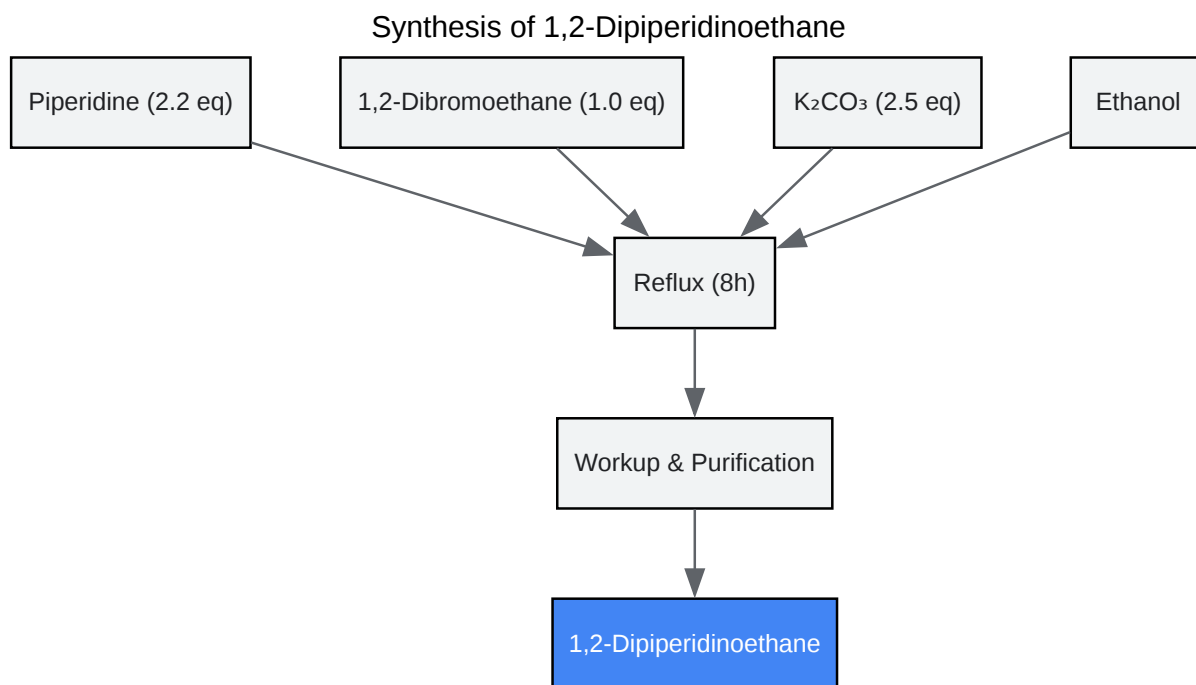 Synthesis of 1,2-Dipiperidinoethane
Piperidine (2.2 eq)
1,2-Dibromoethane (1.0 eq)
K₂CO₃ (2.5 eq)
Ethanol
Reflux (8h)
Workup & Purification
1,2-Dipiperidinoethane